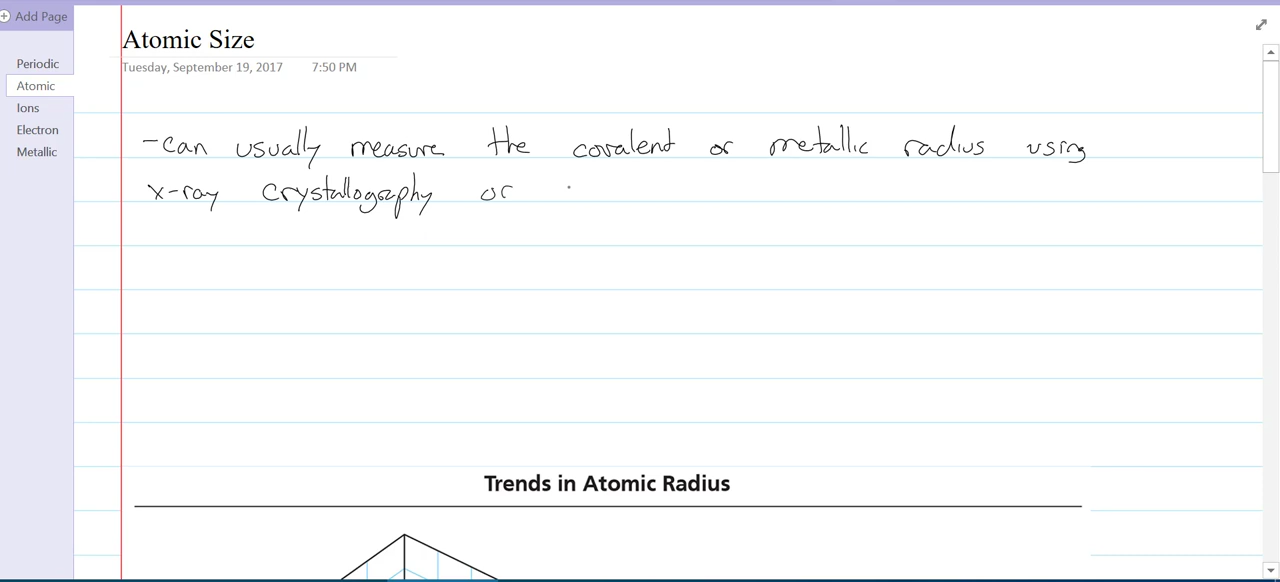 Add Page
Periodic
Atomic
Ions
Electron
Metallic
Atomic Size
Tuesday, September 19, 2017 7:50 PM
-can usually measure the covalent or metallic radius using
x-ray crystallography or
Trends in Atomic Radius